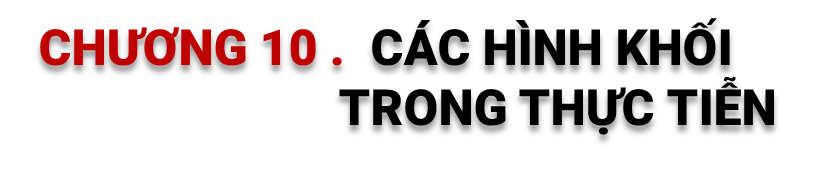 CHƯƠNG 10 . CÁC HÌNH KHỐI
TRONG THỰC TIỄN